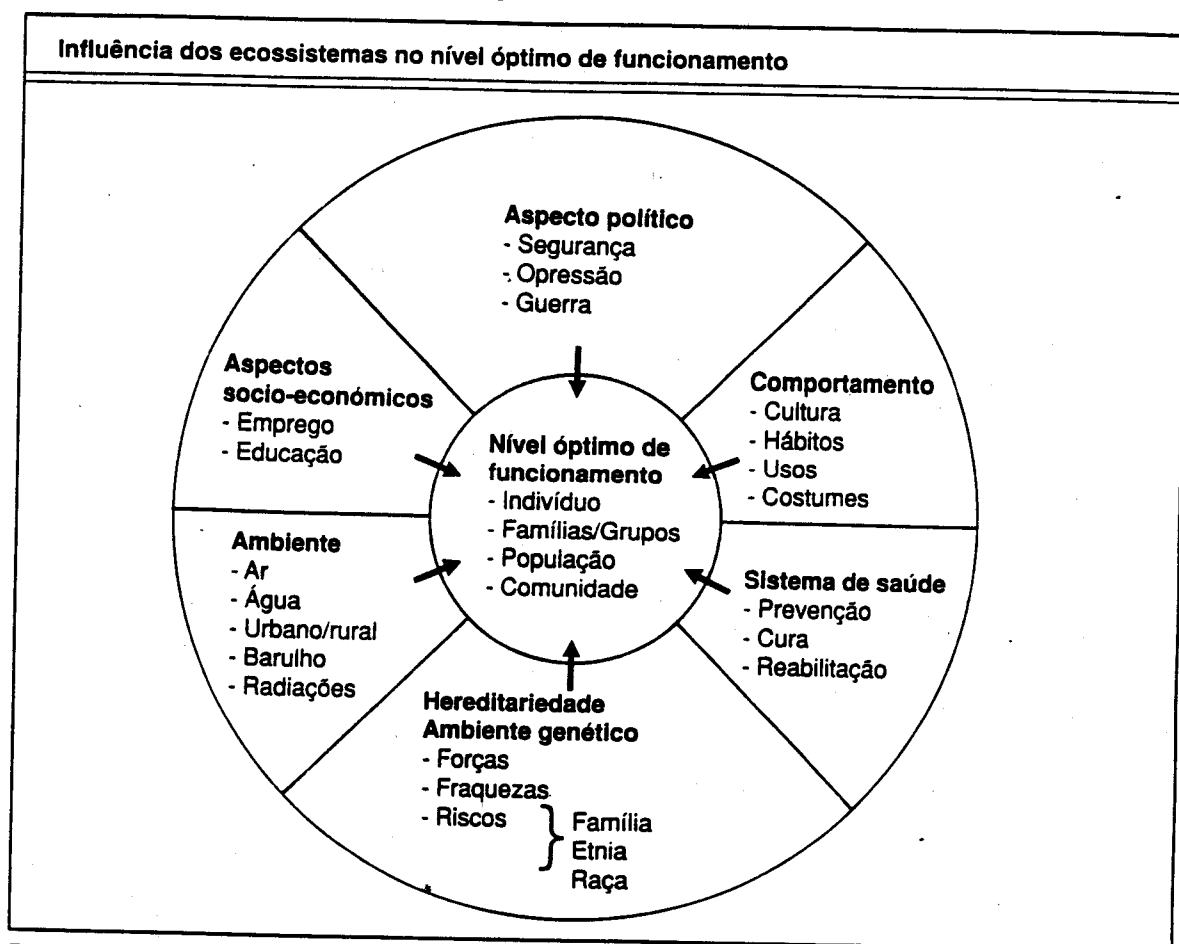 Influência dos ecossistemas no nível óptimo de funcionamento
Aspecto político
- Segurança
- Opressão
- Guerra
Aspectos
socio-económicos
- Emprego
- Educação
Comportamento
- Cultura
- Hábitos
- Usos
- Costumes
Nível óptimo de
funcionamento
- Indivíduo
- Famílias/Grupos
- População
- Comunidade
Ambiente
- Ar
- Água
- Urbano/rural
- Barulho
- Radiações
Sistema de saúde
- Prevenção
- Cura
- Reabilitação
Hereditariedade
Ambiente genético
- Forças
- Fraquezas
- Riscos
Família
Etnia
Raça